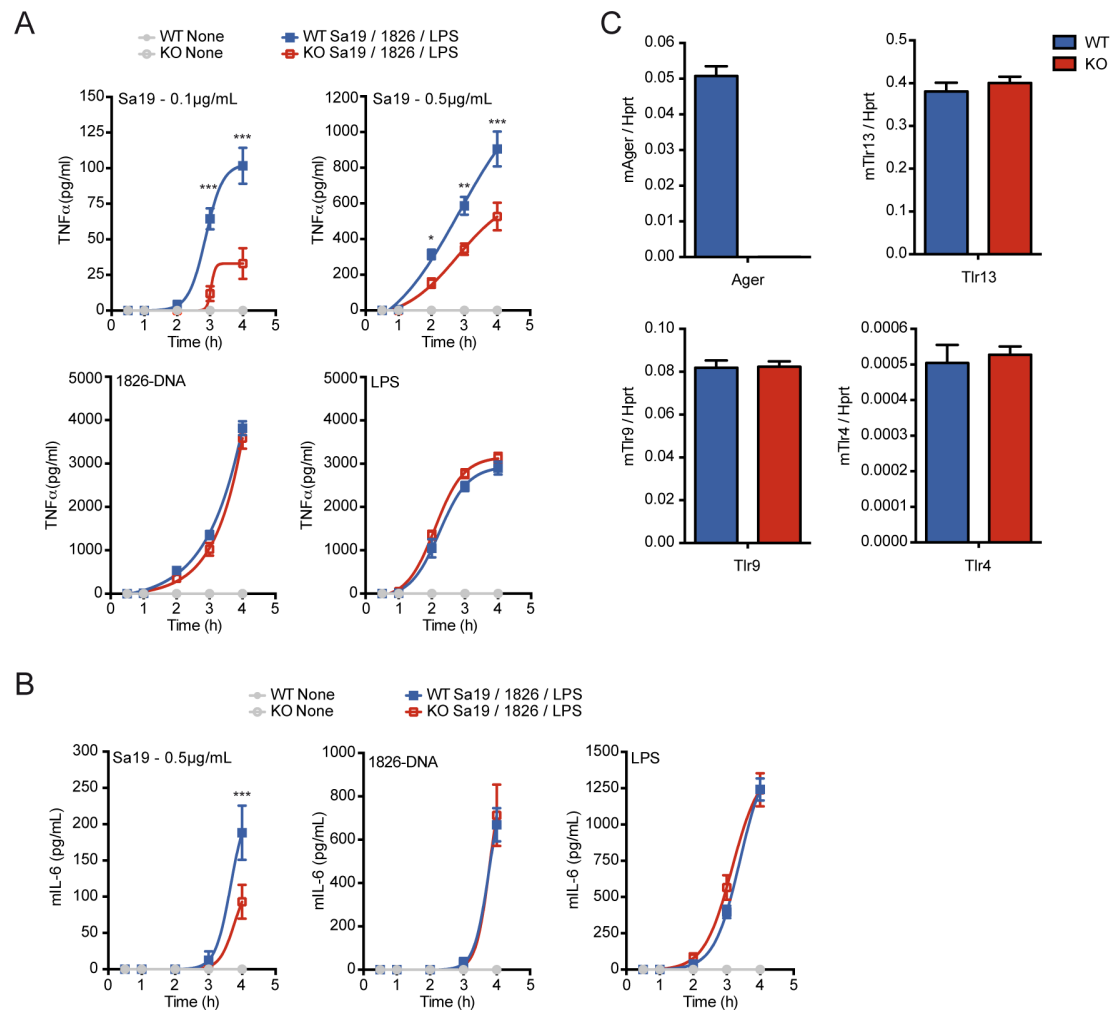 A
WT None
KO None
WT Sa19 / 1826 / LPS
KO Sa19 / 1826 / LPS
Sa19 - 0.1µg/mL
TNFα(pg/ml)
150
125
100
75
50
25
0
***
***
0 1 2 3 4 5
Time (h)
Sa19 - 0.5µg/mL
TNFα(pg/ml)
1200
1000
800
600
400
200
0
*
**
***
0 1 2 3 4 5
Time (h)
1826-DNA
TNFα(pg/ml)
5000
4000
3000
2000
1000
0
0 1 2 3 4 5
Time (h)
LPS
TNFα(pg/ml)
5000
4000
3000
2000
1000
0
0 1 2 3 4 5
Time (h)
B
WT None
KO None
WT Sa19 / 1826 / LPS
KO Sa19 / 1826 / LPS
Sa19 - 0.5µg/mL
mIL-6 (pg/mL)
300
250
200
150
100
50
0
***
0 1 2 3 4 5
Time (h)
1826-DNA
mIL-6 (pg/mL)
1000
800
600
400
200
0
0 1 2 3 4 5
Time (h)
LPS
mIL-6 (pg/mL)
1500
1250
1000
750
500
250
0
0 1 2 3 4 5
Time (h)
C
WT
KO
mAger / Hprt
0.06
0.05
0.04
0.03
0.02
0.01
0.00
Ager
mTlr13 / Hprt
0.5
0.4
0.3
0.2
0.1
0.0
Tlr13
mTlr9 / Hprt
0.10
0.08
0.06
0.04
0.02
0.00
Tlr9
mTlr4 / Hprt
0.0006
0.0005
0.0004
0.0003
0.0002
0.0001
0.0000
Tlr4